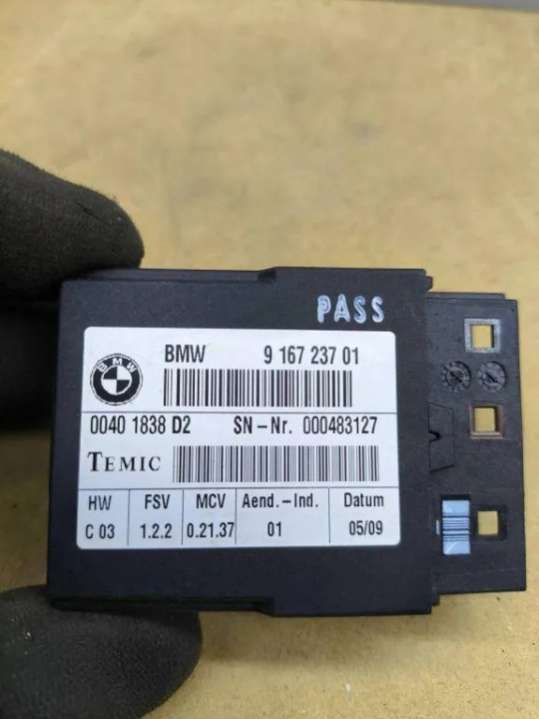 PASS
BMW 9 167 237 01
BMW
0040 1838 D2 SN-Nr. 000483127
TEMIC
HW FSV MCV Aend.-Ind. Datum
C 03 1.2.2 0.21.37 01 05/09